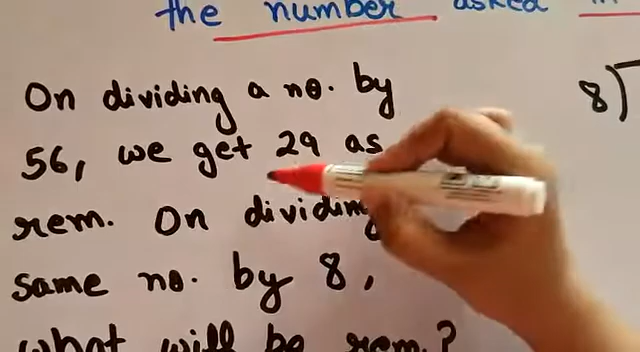 the number asked in
On dividing a no. by
56, we get 29 as
rem. On dividing
same no. by 8,
what will be rem.?
8)